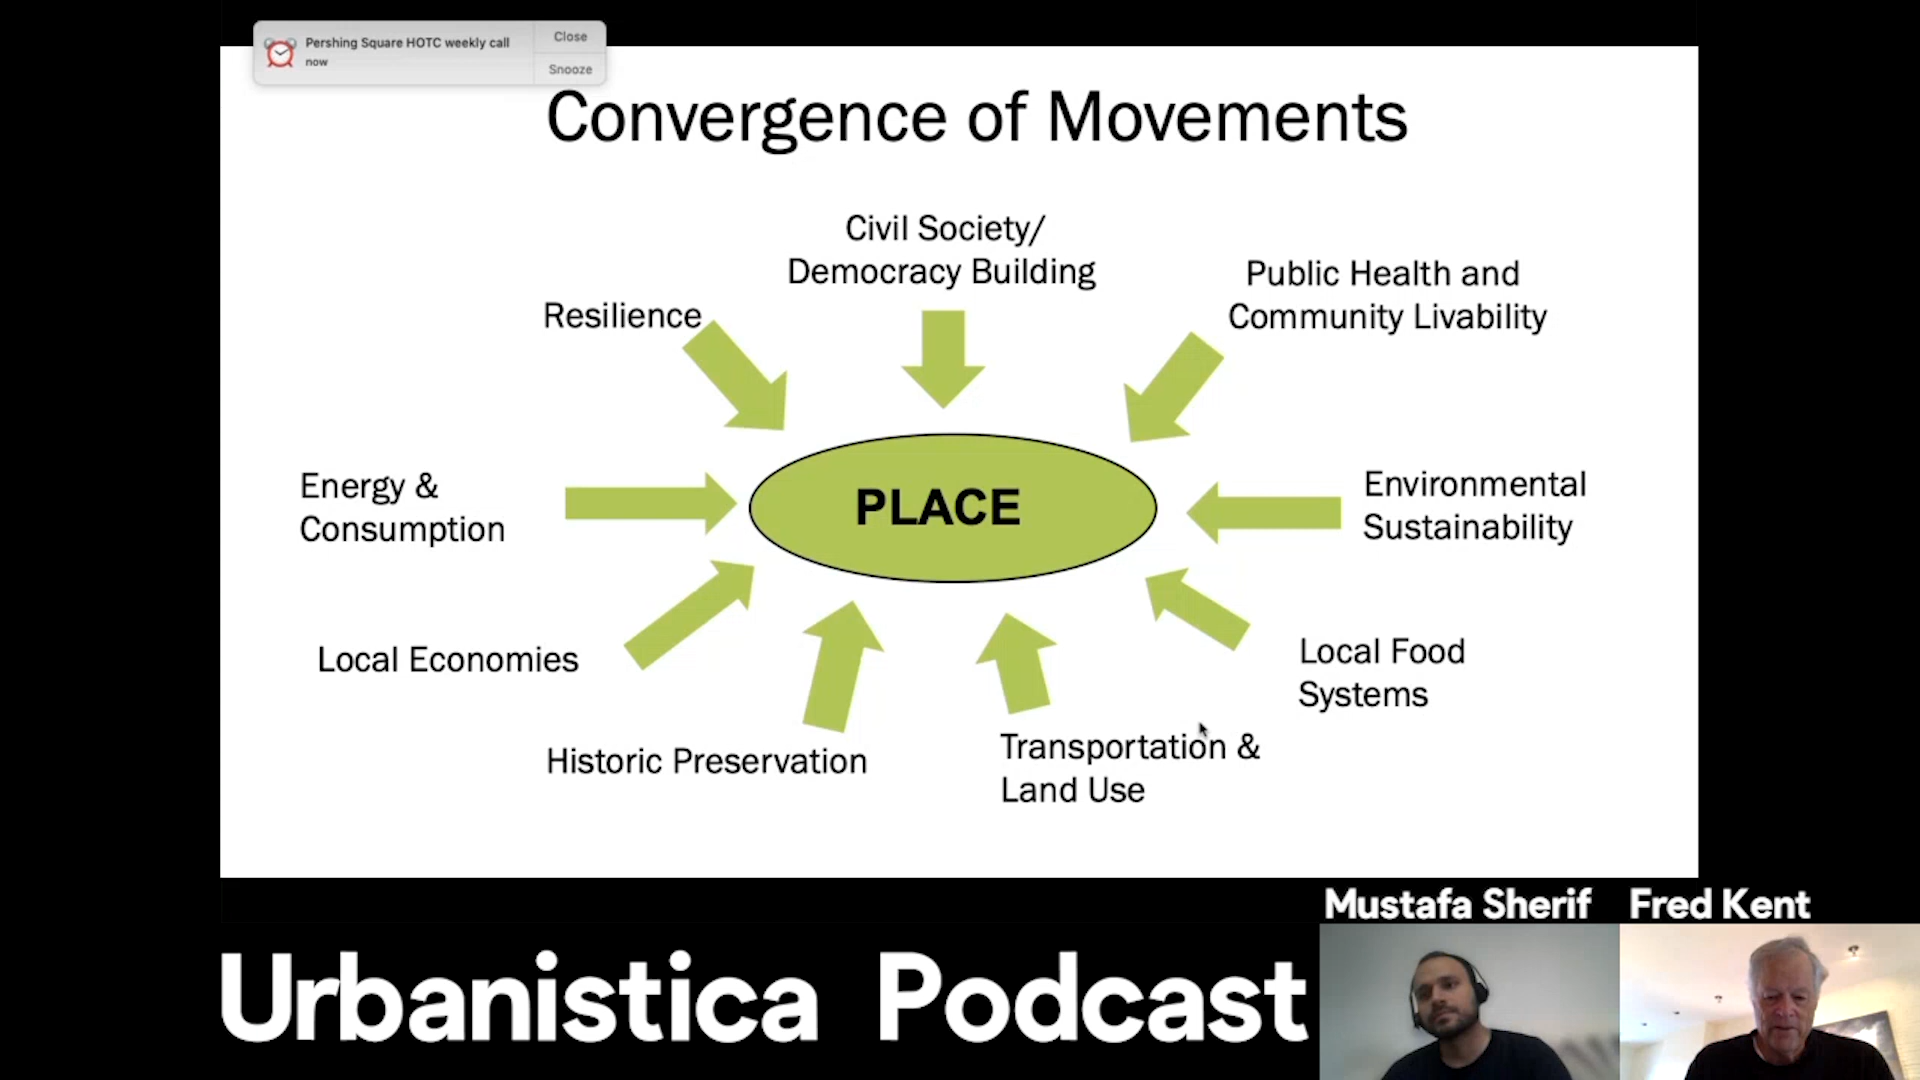 Pershing Square HOTC weekly call
now
Close
Snooze
Convergence of Movements
Civil Society/
Democracy Building
Public Health and
Community Livability
Resilience
Energy &
Consumption
PLACE
Environmental
Sustainability
Local Economies
Local Food
Systems
Historic Preservation
Transportation &
Land Use
Mustafa Sherif
Fred Kent
Urbanistica Podcast